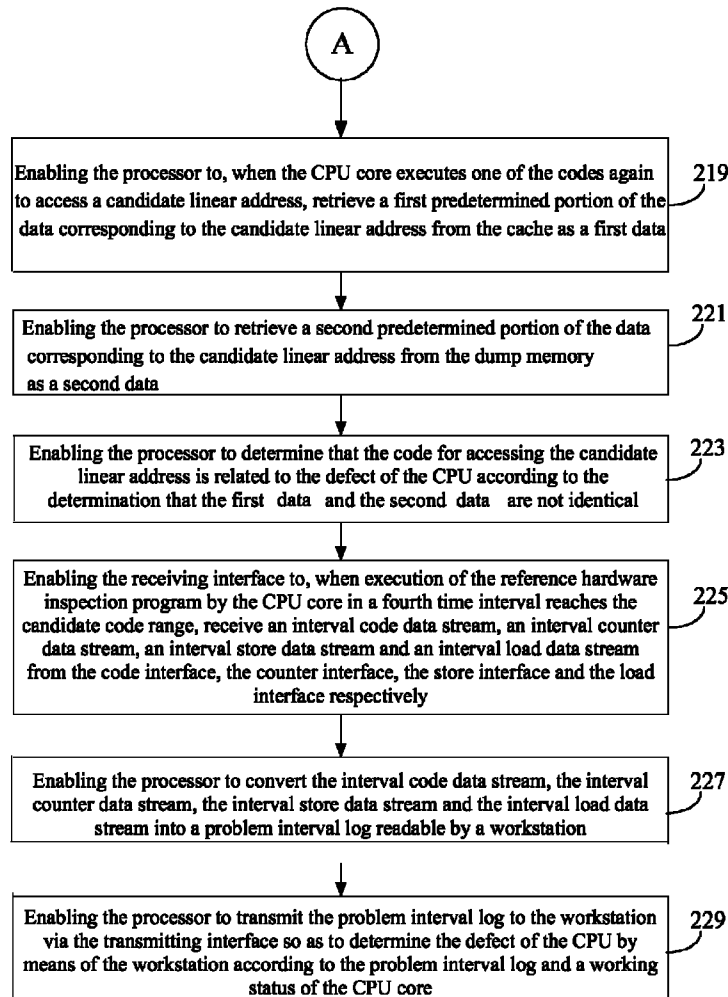 A
Enabling the processor to, when the CPU core executes one of the codes again
to access a candidate linear address, retrieve a first predetermined portion of the
data corresponding to the candidate linear address from the cache as a first data
219
Enabling the processor to retrieve a second predetermined portion of the data
corresponding to the candidate linear address from the dump memory
as a second data
221
Enabling the processor to determine that the code for accessing the candidate
linear address is related to the defect of the CPU according to the
determination that the first data and the second data are not identical
223
Enabling the receiving interface to, when execution of the reference hardware
inspection program by the CPU core in a fourth time interval reaches the
candidate code range, receive an interval code data stream, an interval counter
data stream, an interval store data stream and an interval load data stream
from the code interface, the counter interface, the store interface and the load
interface respectively
225
Enabling the processor to convert the interval code data stream, the interval
counter data stream, the interval store data stream and the interval load data
stream into a problem interval log readable by a workstation
227
Enabling the processor to transmit the problem interval log to the workstation
via the transmitting interface so as to determine the defect of the CPU by
means of the workstation according to the problem interval log and a working
status of the CPU core
229